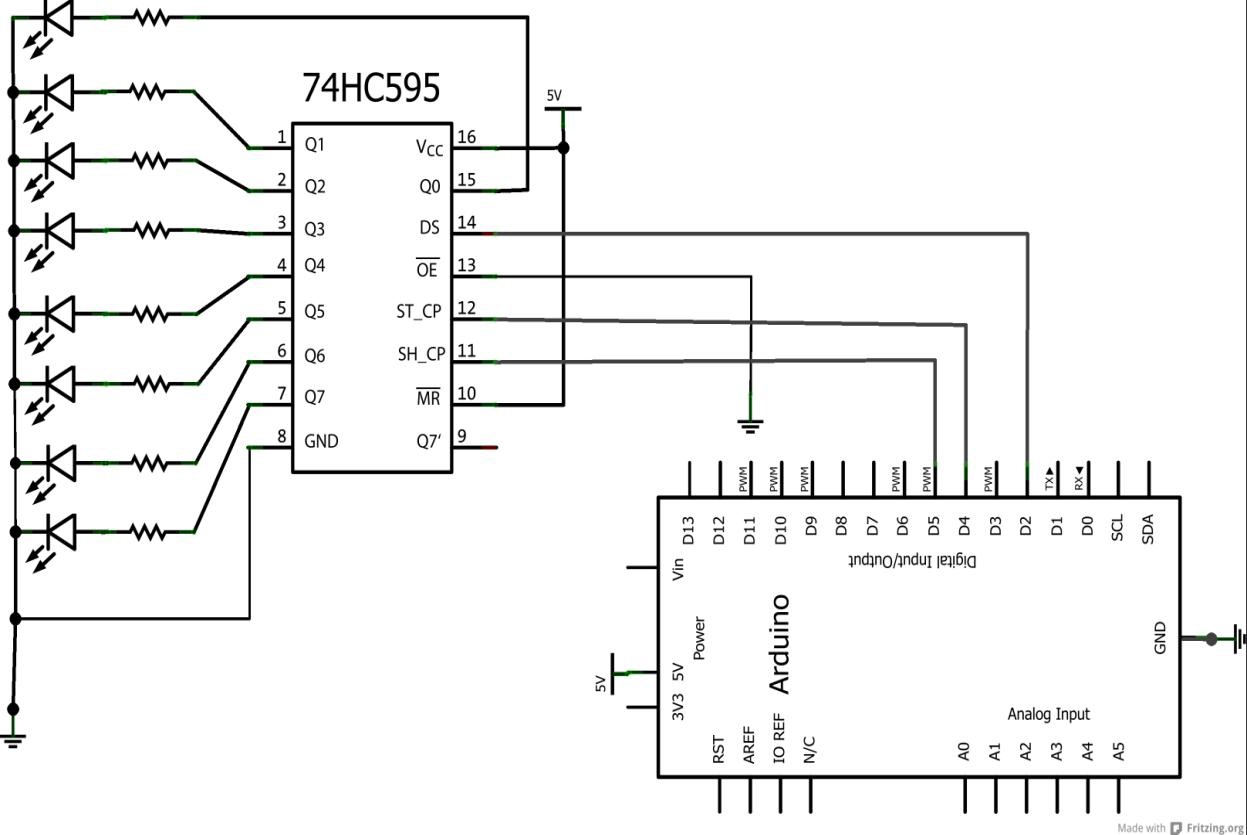 74HC595
5V
1 Q1 VCC 16
2 Q2 Q0 15
3 Q3 DS 14
4 Q4 OE 13
5 Q5 ST_CP 12
6 Q6 SH_CP 11
7 Q7 MR 10
8 GND Q7' 9
PWM PWM PWM PWM PWM PWM TX▶ RX◀
D13 D12 D11 D10 D9 D8 D7 D6 D5 D4 D3 D2 D1 D0 SCL SDA
Digital Input/Output
Vin
Power
Arduino
GND
5V
5V
3V3
Analog Input
RST AREF IO REF N/C A0 A1 A2 A3 A4 A5
Made with Fritzing.org